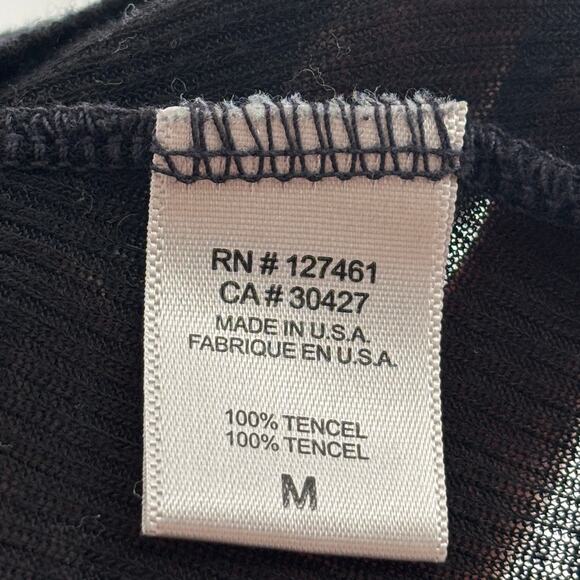 RN # 127461
CA # 30427
MADE IN U.S.A.
FABRIQUE EN U.S.A.
100% TENCEL
100% TENCEL
M